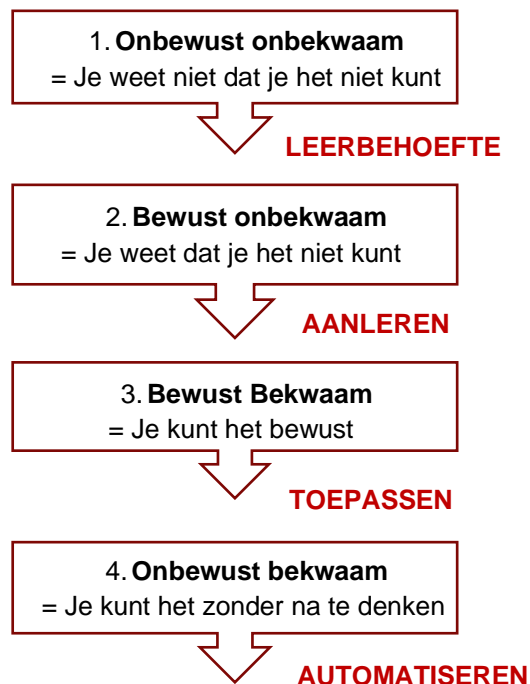 1. Onbewust onbekwaam
= Je weet niet dat je het niet kunt
LEERBEHOEFTE
2. Bewust onbekwaam
= Je weet dat je het niet kunt
AANLEREN
3. Bewust Bekwaam
= Je kunt het bewust
TOEPASSEN
4. Onbewust bekwaam
= Je kunt het zonder na te denken
AUTOMATISEREN